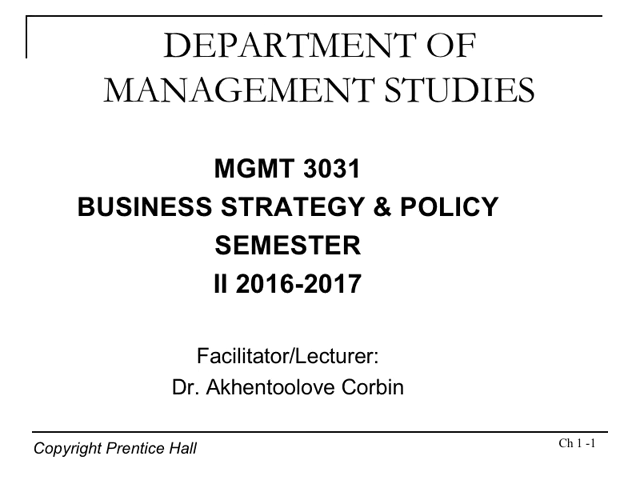 DEPARTMENT OF
MANAGEMENT STUDIES
MGMT 3031
BUSINESS STRATEGY & POLICY
SEMESTER
II 2016-2017
Facilitator/Lecturer:
Dr. Akhentoolove Corbin
Copyright Prentice Hall
Ch 1 -1